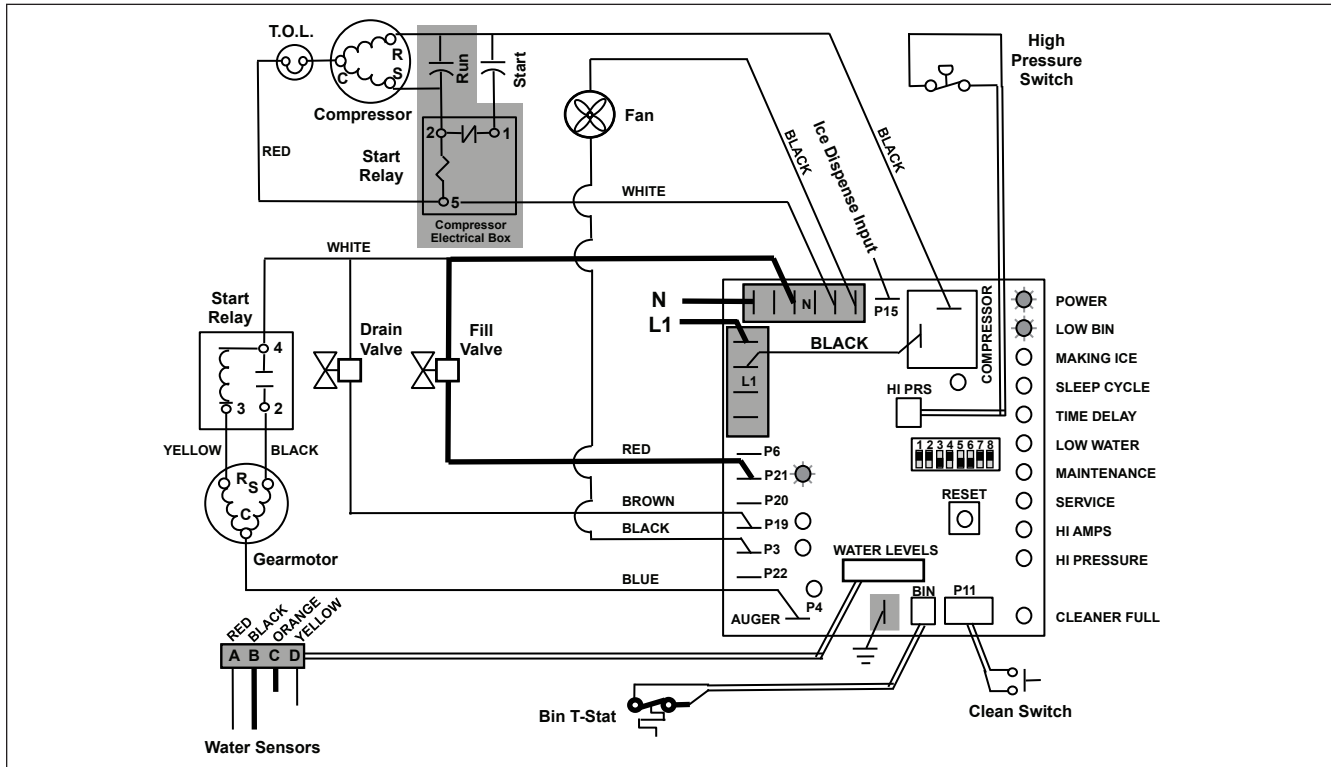 T.O.L.
R
S
C
Compressor
Run
Start
2
1
5
Start
Relay
Compressor
Electrical Box
RED
WHITE
Fan
BLACK
Ice Dispense Input
BLACK
High
Pressure
Switch
WHITE
Start
Relay
4
3
2
YELLOW
BLACK
R
S
C
Gearmotor
Drain
Valve
Fill
Valve
N
L1
N
L1
BLACK
P15
COMPRESSOR
HI PRS
1 2 3 4 5 6 7 8
RESET
POWER
LOW BIN
MAKING ICE
SLEEP CYCLE
TIME DELAY
LOW WATER
MAINTENANCE
SERVICE
HI AMPS
HI PRESSURE
CLEANER FULL
RED
BROWN
BLACK
BLUE
P6
P21
P20
P19
P3
P22
P4
AUGER
WATER LEVELS
BIN
P11
RED
BLACK
ORANGE
YELLOW
A B C D
Water Sensors
Bin T-Stat
Clean Switch